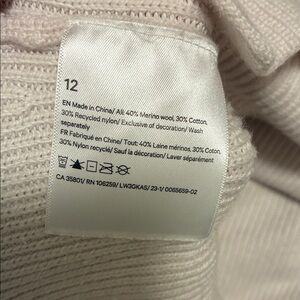 12
EN Made in China/ All: 40% Merino wool, 30% Cotton,
30% Recycled nylon/ Exclusive of decoration/ Wash
separately
FR Fabriqué en Chine/ Tout: 40% Laine mérinos, 30% Coton,
30% Nylon recyclé/ Sauf la décoration/ Laver séparément
CA 35801/ RN 106259/ LW3GKAS/ 23-1/ 0065659-02